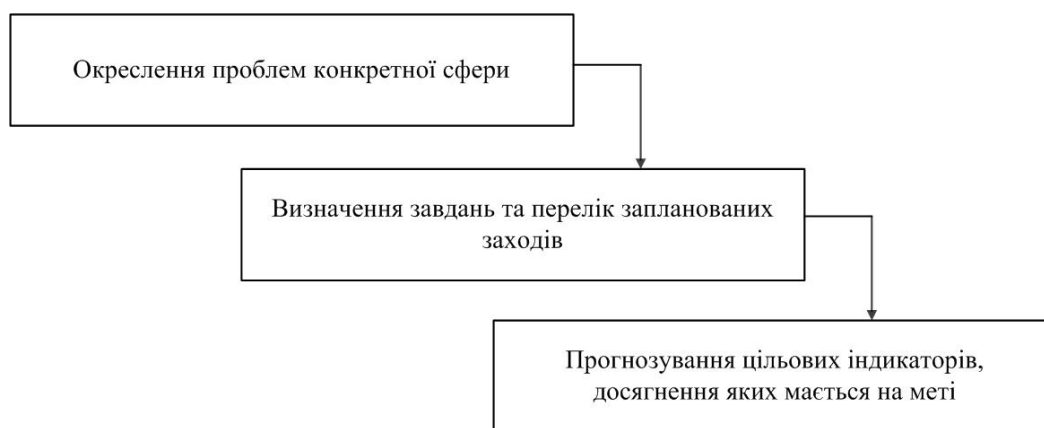 Окреслення проблем конкретної сфери
Визначення завдань та перелік запланованих
заходів
Прогнозування цільових індикаторів,
досягнення яких мається на меті